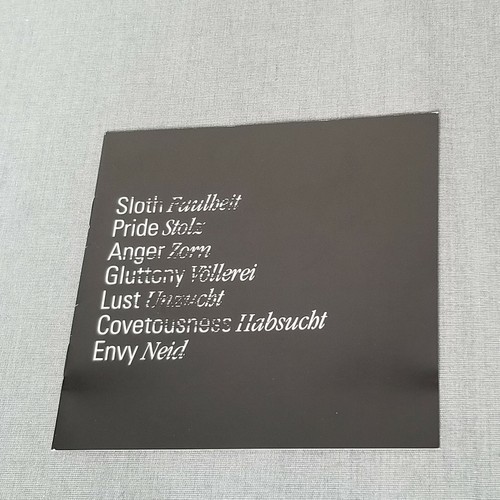 Sloth Faulheit
Pride Stolz
Anger Zorn
Gluttony Völlerei
Lust Unzucht
Covetousness Habsucht
Envy Neid